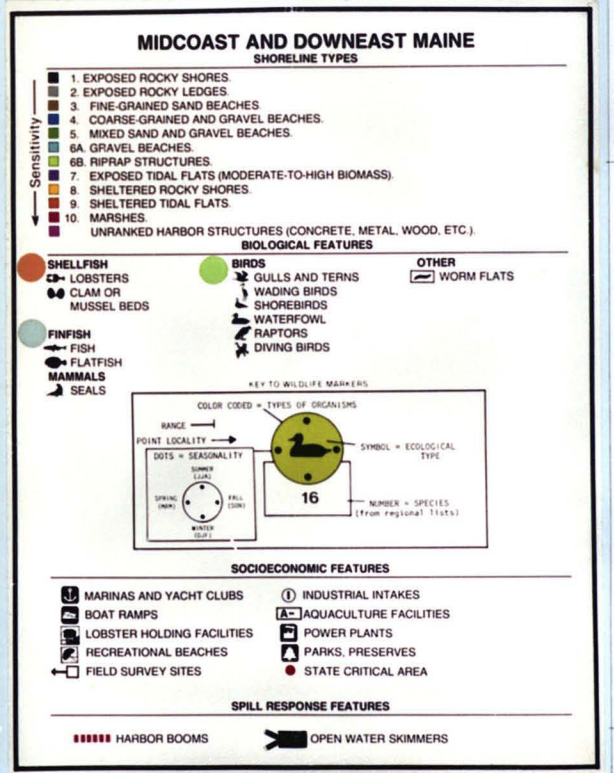 MIDCOAST AND DOWNEAST MAINE
SHORELINE TYPES
Sensitivity
1. EXPOSED ROCKY SHORES.
2. EXPOSED ROCKY LEDGES.
3. FINE-GRAINED SAND BEACHES.
4. COARSE-GRAINED AND GRAVEL BEACHES.
5. MIXED SAND AND GRAVEL BEACHES.
6A. GRAVEL BEACHES.
6B. RIPRAP STRUCTURES.
7. EXPOSED TIDAL FLATS (MODERATE-TO-HIGH BIOMASS).
8. SHELTERED ROCKY SHORES.
9. SHELTERED TIDAL FLATS.
10. MARSHES.
UNRANKED HARBOR STRUCTURES (CONCRETE, METAL, WOOD, ETC.).
BIOLOGICAL FEATURES
SHELLFISH
LOBSTERS
CLAM OR
MUSSEL BEDS
FINFISH
FISH
FLATFISH
MAMMALS
SEALS
BIRDS
GULLS AND TERNS
WADING BIRDS
SHOREBIRDS
WATERFOWL
RAPTORS
DIVING BIRDS
OTHER
WORM FLATS
KEY TO WILDLIFE MARKERS
COLOR CODED = TYPES OF ORGANISMS
RANGE
POINT LOCALITY
DOTS = SEASONALITY
SUMMER
(JJA)
SPRING
(MAM)
FALL
(SON)
WINTER
(DJF)
SYMBOL = ECOLOGICAL
TYPE
16
NUMBER = SPECIES
(from regional lists)
SOCIOECONOMIC FEATURES
MARINAS AND YACHT CLUBS
BOAT RAMPS
LOBSTER HOLDING FACILITIES
RECREATIONAL BEACHES
FIELD SURVEY SITES
I INDUSTRIAL INTAKES
A- AQUACULTURE FACILITIES
POWER PLANTS
PARKS, PRESERVES
STATE CRITICAL AREA
SPILL RESPONSE FEATURES
HARBOR BOOMS
OPEN WATER SKIMMERS